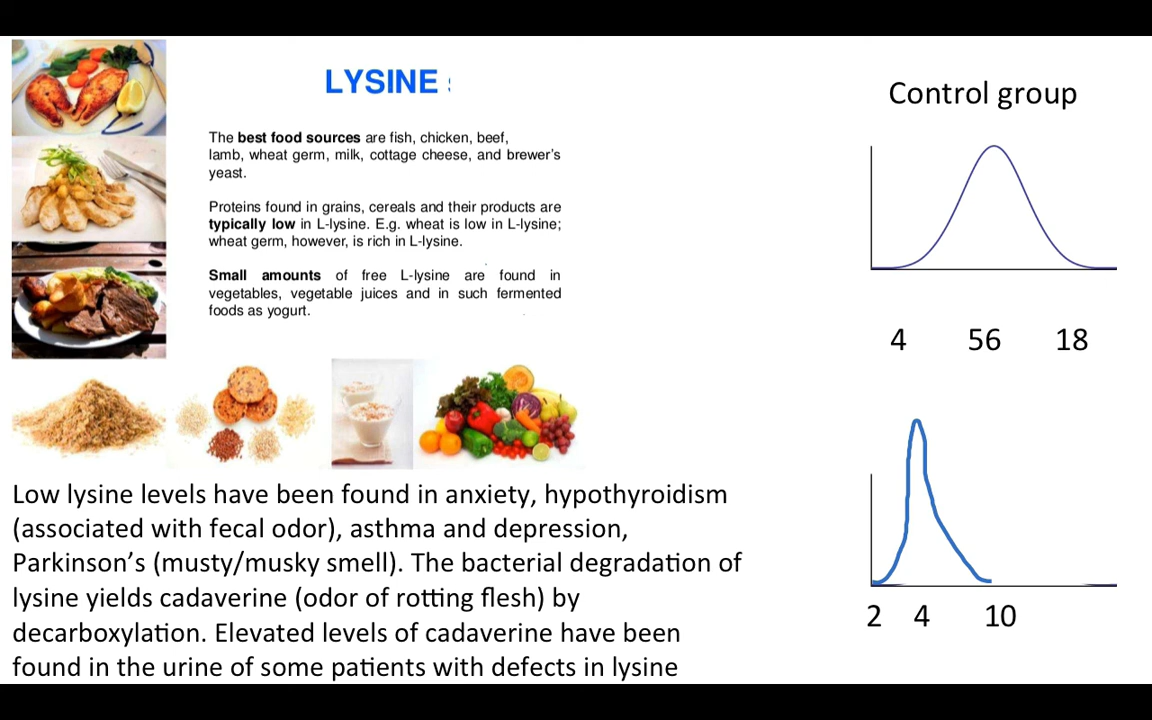 LYSINE :
The best food sources are fish, chicken, beef,
lamb, wheat germ, milk, cottage cheese, and brewer's
yeast.
Proteins found in grains, cereals and their products are
typically low in L-lysine. E.g. wheat is low in L-lysine;
wheat germ, however, is rich in L-lysine.
Small amounts of free L-lysine are found in
vegetables, vegetable juices and in such fermented
foods as yogurt.
Low lysine levels have been found in anxiety, hypothyroidism
(associated with fecal odor), asthma and depression,
Parkinson's (musty/musky smell). The bacterial degradation of
lysine yields cadaverine (odor of rotting flesh) by
decarboxylation. Elevated levels of cadaverine have been
found in the urine of some patients with defects in lysine
Control group
4 56 18
2 4 10